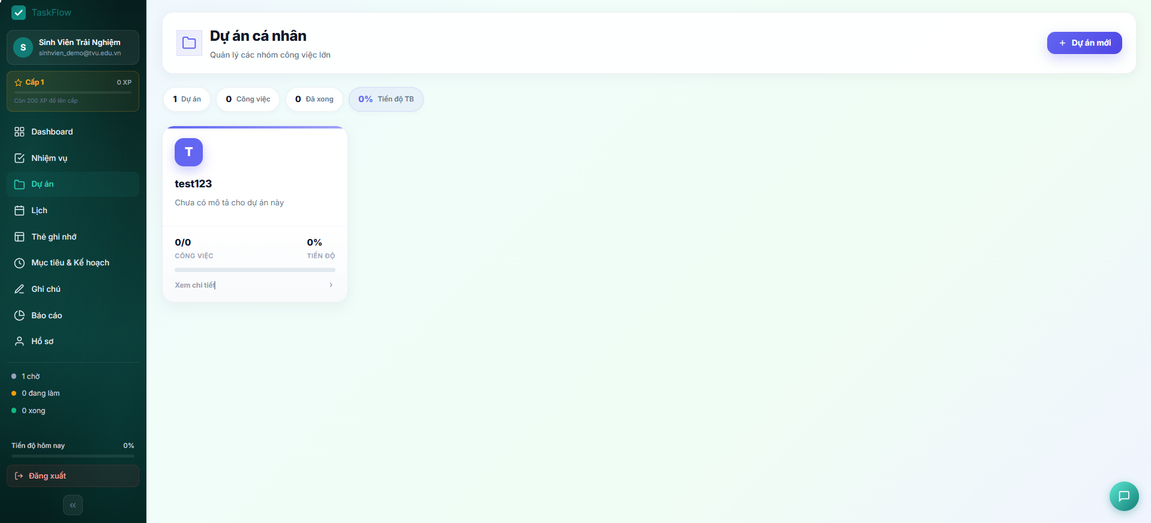 TaskFlow
S
Sinh Viên Trải Nghiệm
sinhvien_demo@tvu.edu.vn
Cấp 1
0 XP
Còn 200 XP để lên cấp
Dashboard
Nhiệm vụ
Dự án
Lịch
Thẻ ghi nhớ
Mục tiêu & Kế hoạch
Ghi chú
Báo cáo
Hồ sơ
1 chờ
0 đang làm
0 xong
Tiến độ hôm nay
0%
Đăng xuất
Dự án cá nhân
Quản lý các nhóm công việc lớn
Dự án mới
1 Dự án
0 Công việc
0 Đã xong
0% Tiến độ TB
T
test123
Chưa có mô tả cho dự án này
0/0
0%
CÔNG VIỆC
TIẾN ĐỘ
Xem chi tiết